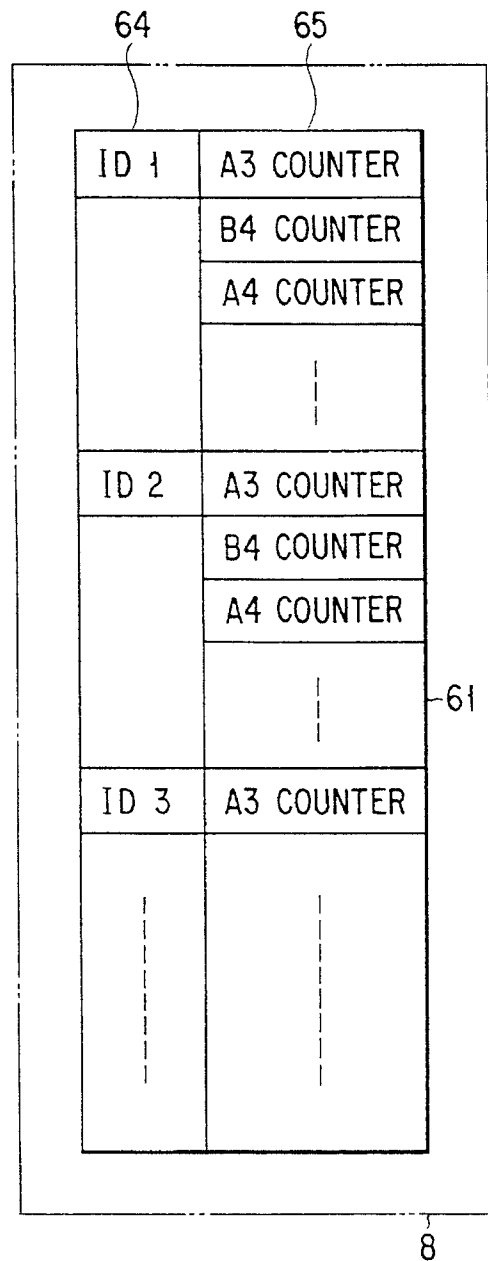 64 65
ID 1 A3 COUNTER
B4 COUNTER
A4 COUNTER
ID 2 A3 COUNTER
B4 COUNTER
A4 COUNTER
61
ID 3 A3 COUNTER
8